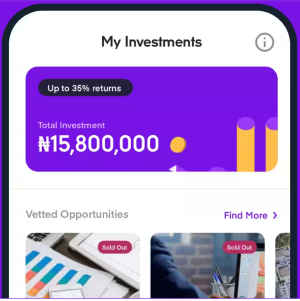 My Investments
Up to 35% returns
Total Investment
₦15,800,000
Vetted Opportunities
Find More
Sold Out
Sold Out